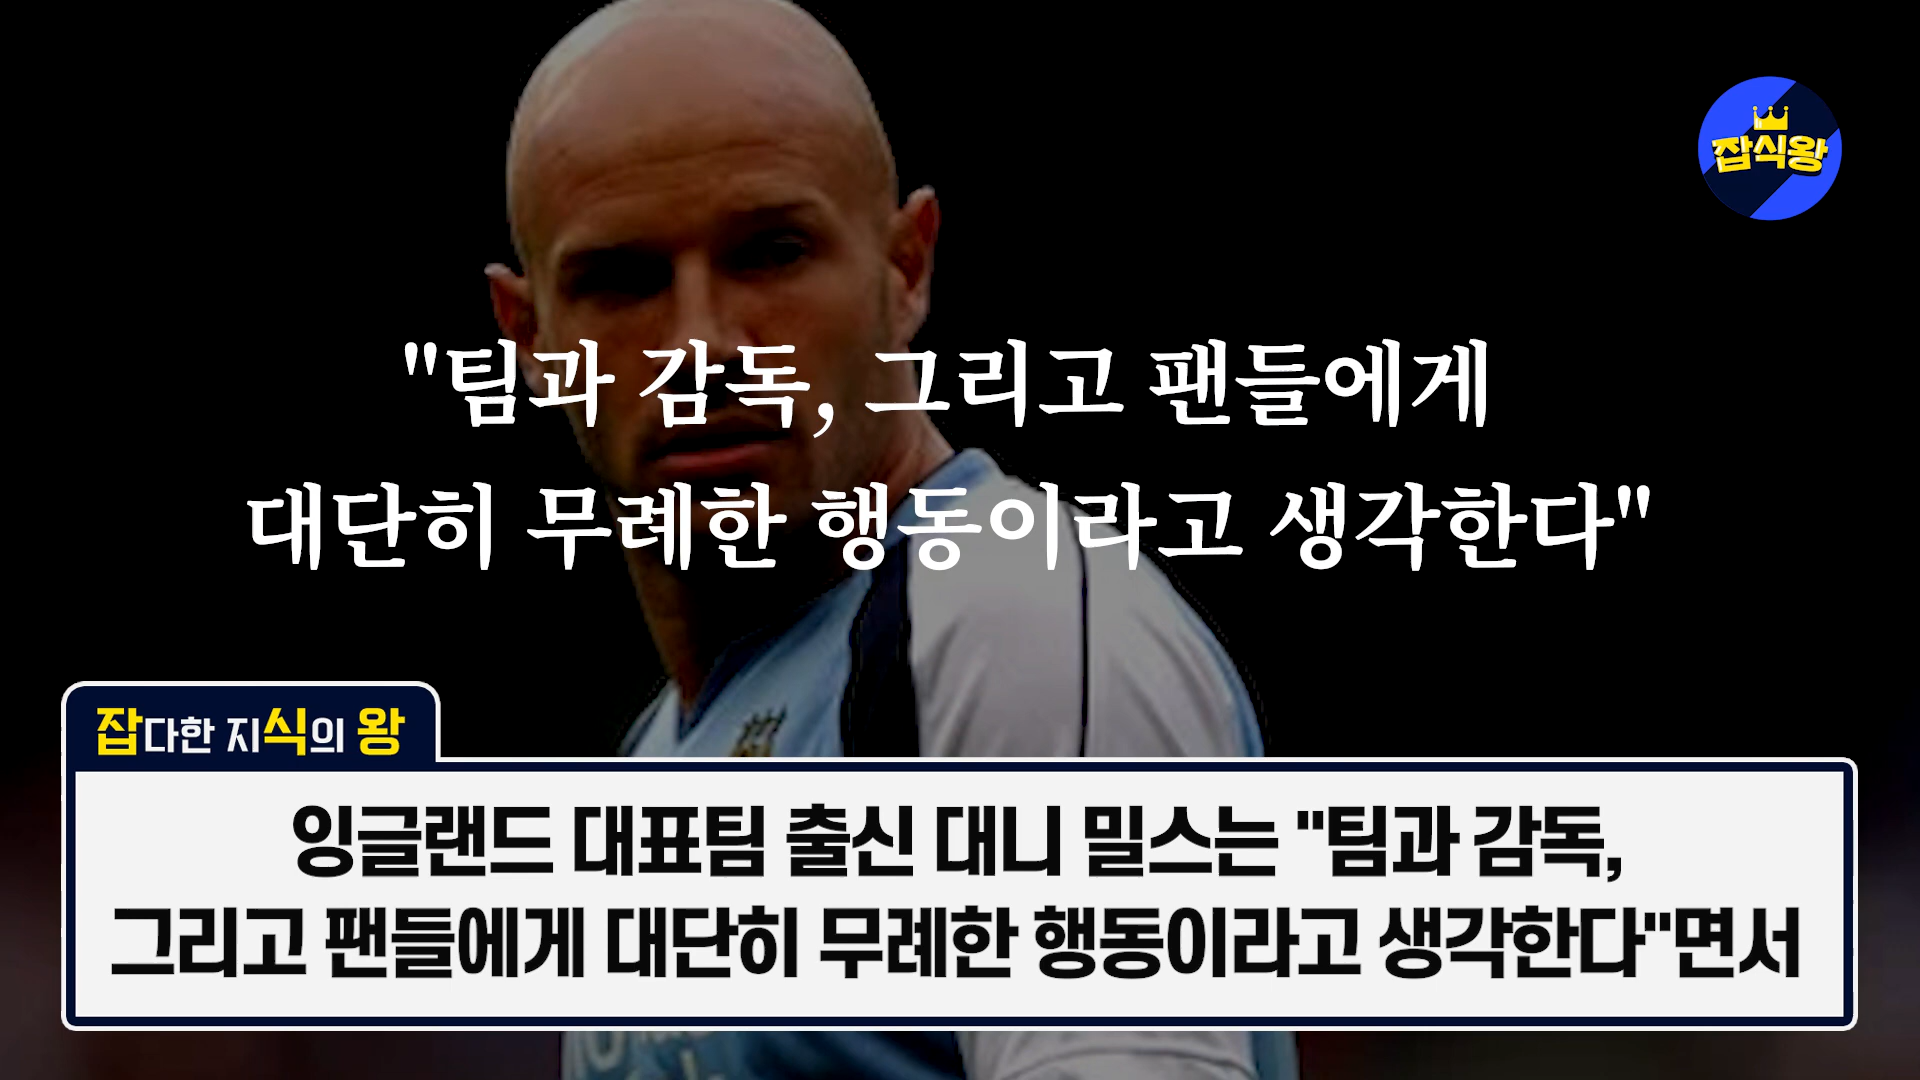 잡식왕
"팀과 감독, 그리고 팬들에게
대단히 무례한 행동이라고 생각한다"
잡다한 지식의 왕
잉글랜드 대표팀 출신 대니 밀스는 "팀과 감독,
그리고 팬들에게 대단히 무례한 행동이라고 생각한다"면서